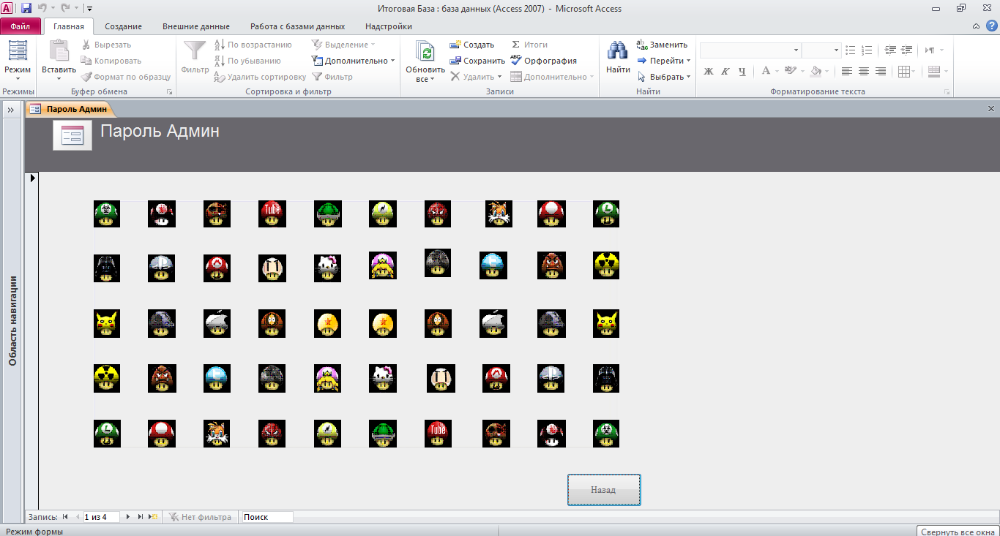 Итоговая База : база данных (Access 2007) - Microsoft Access
Файл Главная Создание Внешние данные Работа с базами данных Надстройки
Режим
Режимы
Вставить
Вырезать
Копировать
Формат по образцу
Буфер обмена
Фильтр
По возрастанию
По убыванию
Удалить сортировку
Выделение
Дополнительно
Фильтр
Сортировка и фильтр
Обновить
все
Создать
Сохранить
Удалить
Итоги
Орфография
Дополнительно
Записи
Найти
Заменить
Перейти
Выбрать
Найти
Ж К Ч А
Форматирование текста
Пароль Админ
Пароль Админ
Область навигации
Tube
L
Tube
L
Назад
Запись: 1 из 4 Нет фильтра Поиск
Режим формы
Свернуть все окна